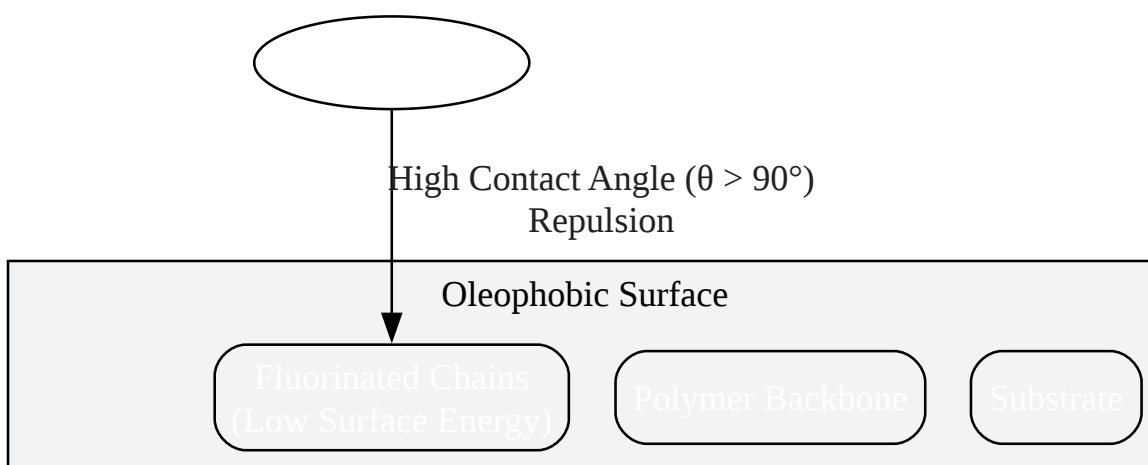 High Contact Angle (θ > 90°)
Repulsion
Oleophobic Surface
Fluorinated Chains
(Low Surface Energy)
Polymer Backbone
Substrate